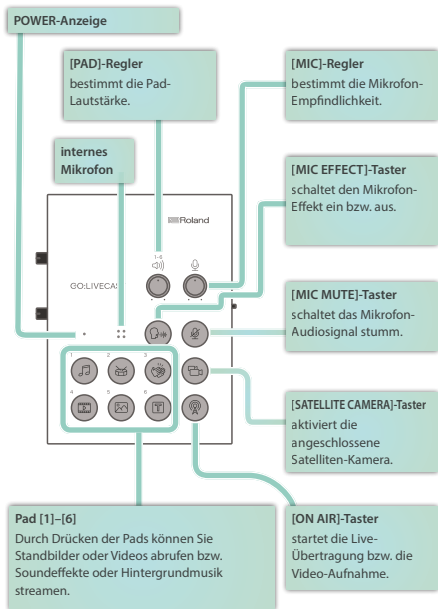 POWER-Anzeige
[PAD]-Regler
bestimmt die Pad-
Lautstärke.
[MIC]-Regler
bestimmt die Mikrofon-
Empfindlichkeit.
internes
Mikrofon
[MIC EFFECT]-Taster
schaltet den Mikrofon-
Effekt ein bzw. aus.
Roland
1-6
GO:LIVECAS
[MIC MUTE]-Taster
schaltet das Mikrofon-
Audiosignal stumm.
1 2 3
4 5 6
T
[SATELLITE CAMERA]-Taster
aktiviert die
angeschlossene
Satelliten-Kamera.
Pad [1]–[6]
Durch Drücken der Pads können Sie
Standbilder oder Videos abrufen bzw.
Soundeffekte oder Hintergrundmusik
streamen.
[ON AIR]-Taster
startet die Live-
Übertragung bzw. die
Video-Aufnahme.